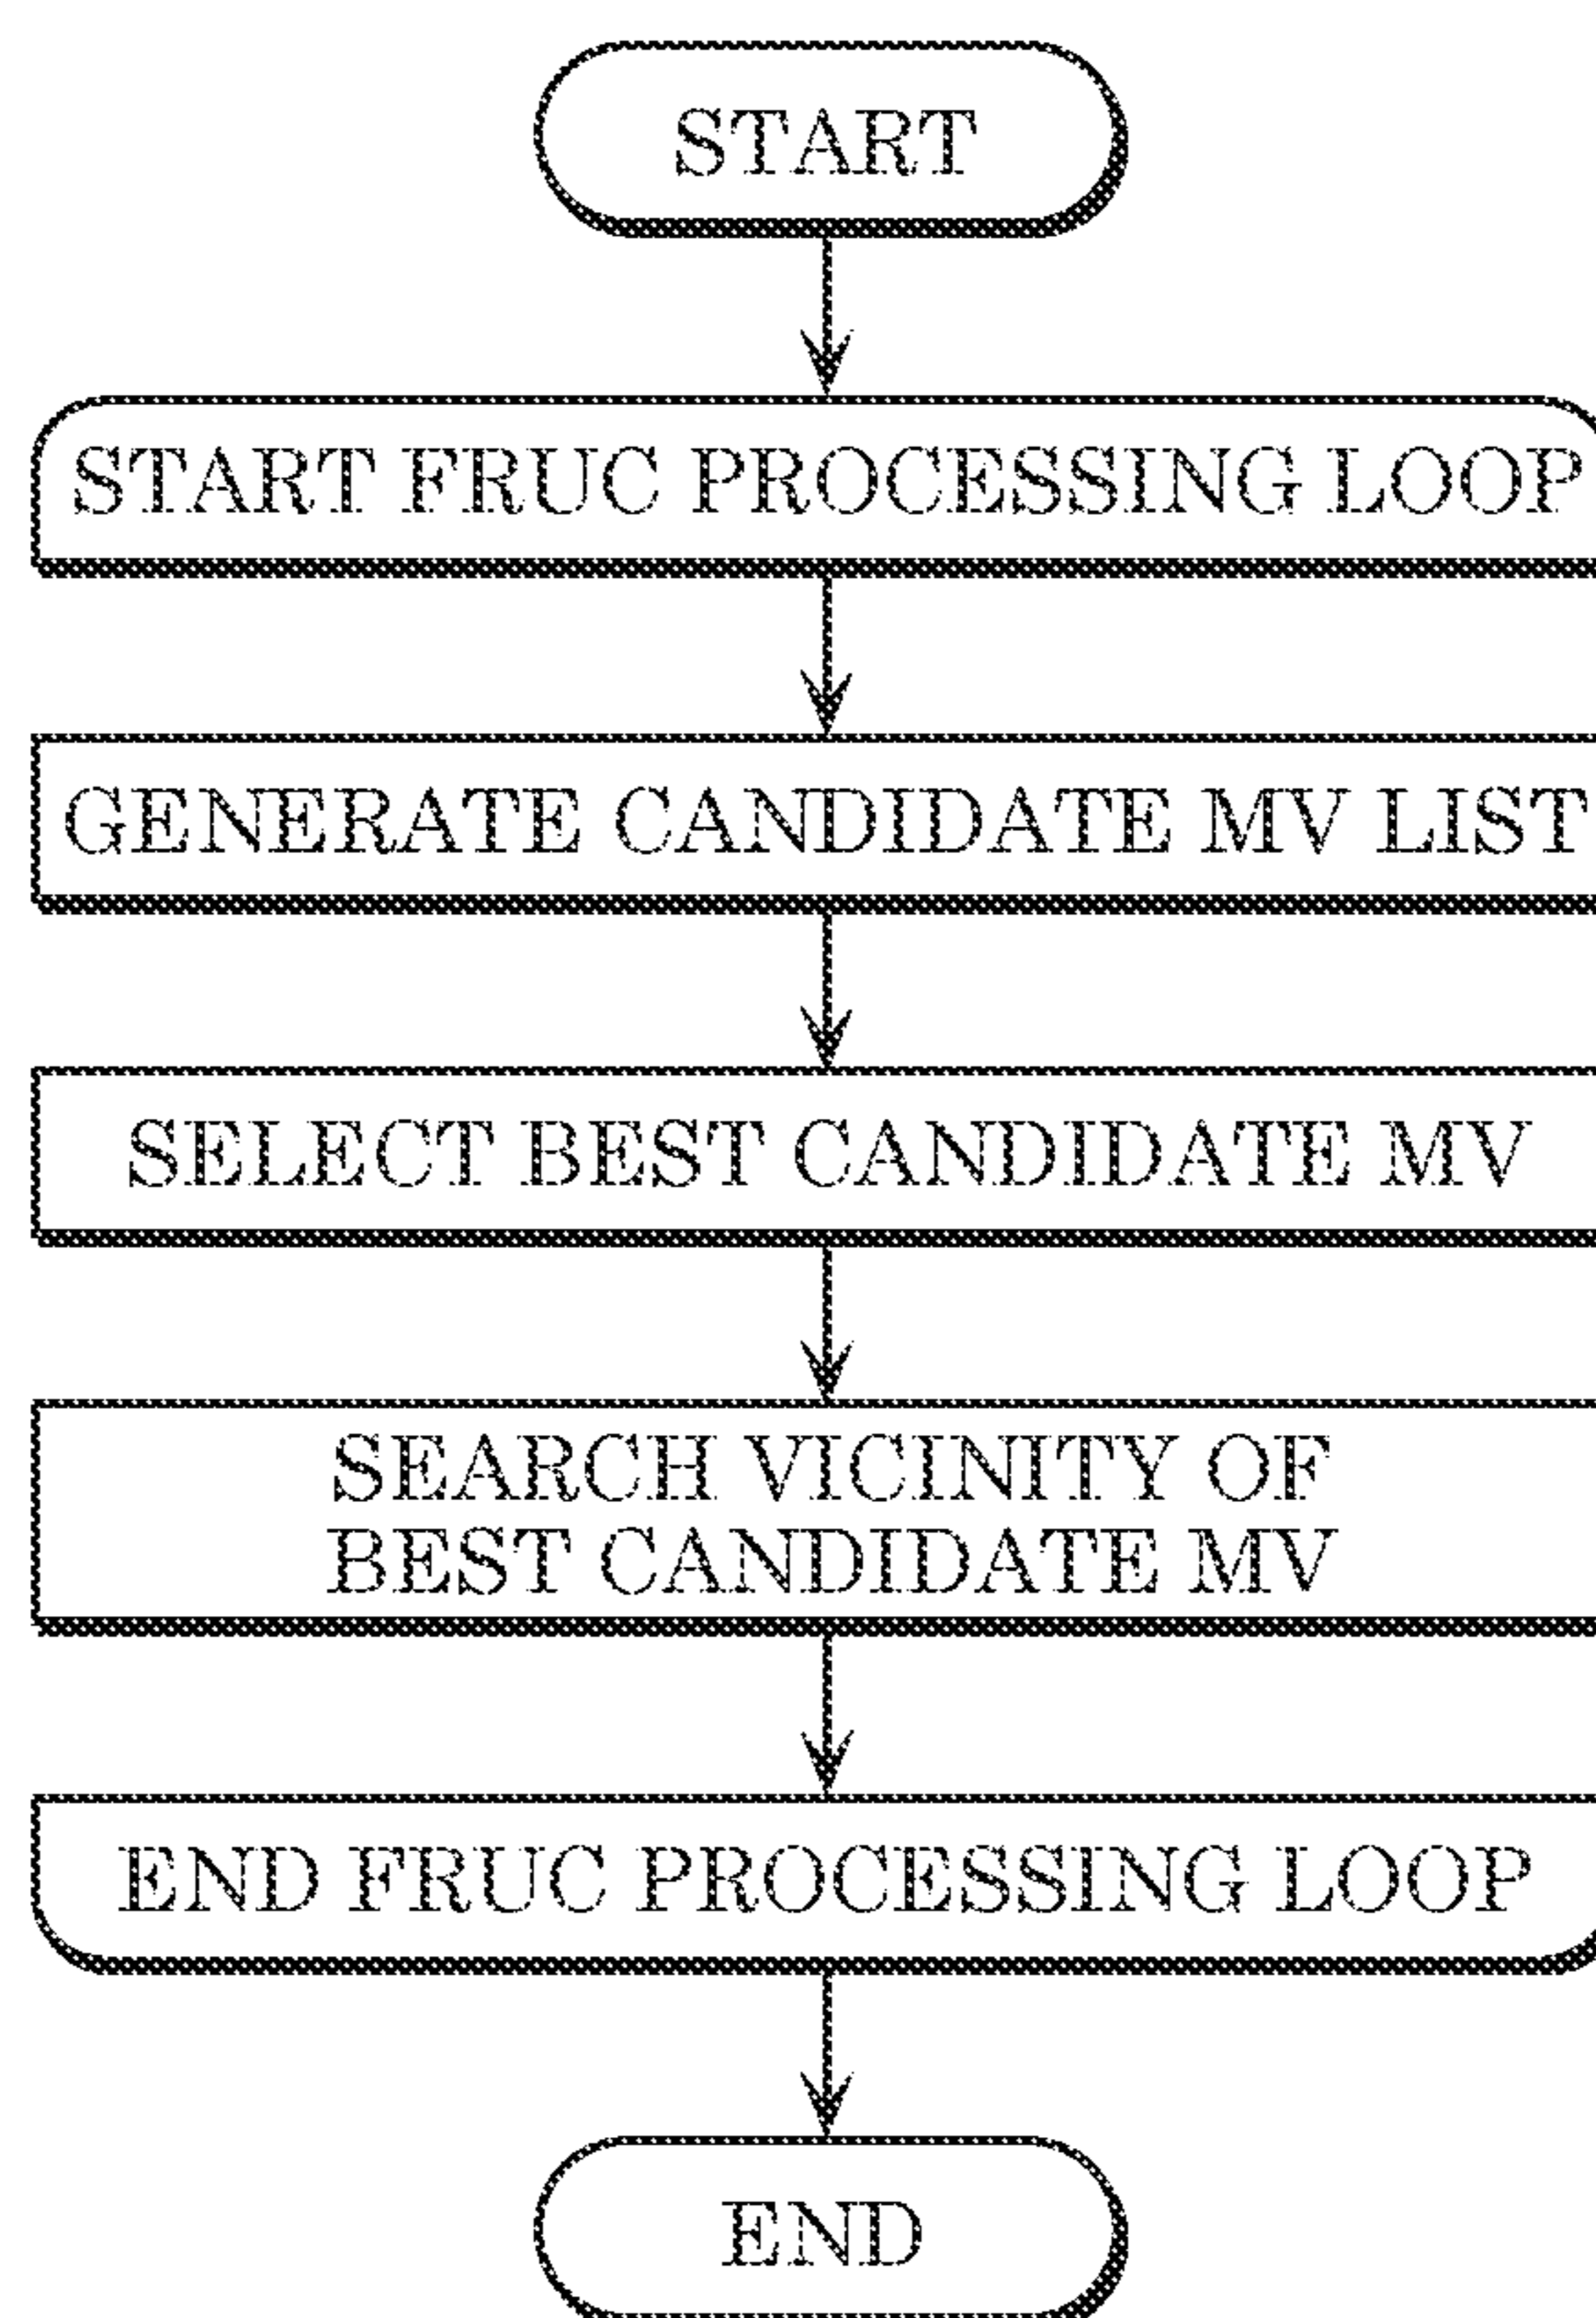 START
START FRUC PROCESSING LOOP
GENERATE CANDIDATE MV LIST
SELECT BEST CANDIDATE MV
SEARCH VICINITY OF
BEST CANDIDATE MV
END FRUC PROCESSING LOOP
END